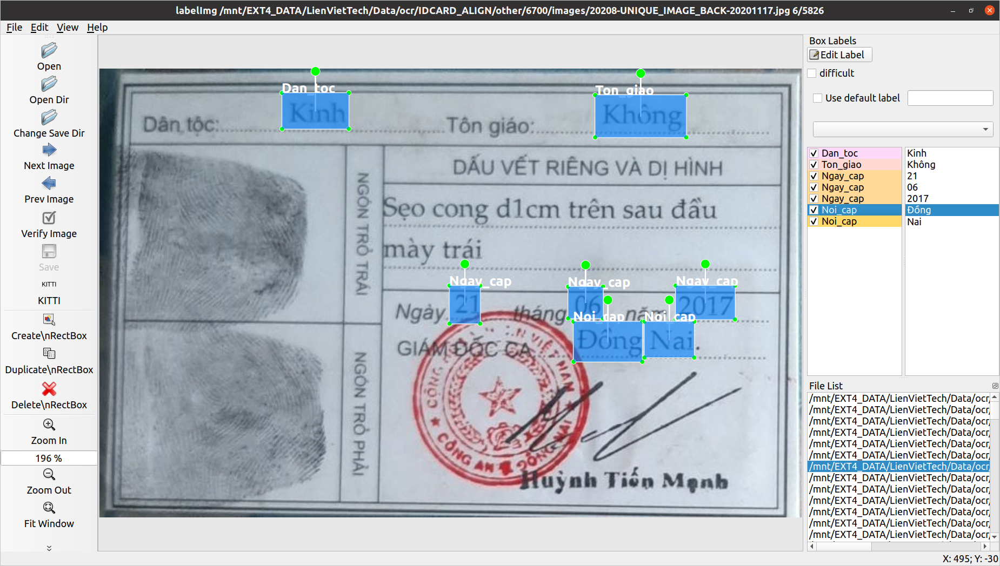 labelImg /mnt/EXT4_DATA/LienVietTech/Data/ocr/IDCARD_ALIGN/other/6700/images/20208-UNIQUE_IMAGE_BACK-20201117.jpg 6/5826
File Edit View Help
Open
Open Dir
Change Save Dir
Next Image
Prev Image
Verify Image
Save
KITTI
KITTI
Create\nRectBox
Duplicate\nRectBox
Delete\nRectBox
Zoom In
196 %
Zoom Out
Fit Window
Dan_toc
Ton_giao
Dân tộc: Kinh Tôn giáo: Không
NGÓN TRỎ TRÁI
DẤU VẾT RIÊNG VÀ DỊ HÌNH
Sẹo cong d1cm trên sau đầu
mày trái
Ngay_cap Ngay_cap Ngay_cap
Ngày 21 tháng 06 năm 2017
Noi_cap Noi_cap
GIÁM ĐỐC CA Đồng Nai.
NGÓN TRỎ PHẢI
VIỆT NAM
CÔNG AN
ĐỒNG NAI
Huỳnh Tiến Mạnh
Box Labels
Edit Label
difficult
Use default label
Dan_toc Kinh
Ton_giao Không
Ngay_cap 21
Ngay_cap 06
Ngay_cap 2017
Noi_cap Đồng
Noi_cap Nai
File List
/mnt/EXT4_DATA/LienVietTech/Data/ocr/
/mnt/EXT4_DATA/LienVietTech/Data/ocr/
/mnt/EXT4_DATA/LienVietTech/Data/ocr/
/mnt/EXT4_DATA/LienVietTech/Data/ocr/
/mnt/EXT4_DATA/LienVietTech/Data/ocr/
/mnt/EXT4_DATA/LienVietTech/Data/ocr/
/mnt/EXT4_DATA/LienVietTech/Data/ocr/
/mnt/EXT4_DATA/LienVietTech/Data/ocr/
/mnt/EXT4_DATA/LienVietTech/Data/ocr/
/mnt/EXT4_DATA/LienVietTech/Data/ocr/
/mnt/EXT4_DATA/LienVietTech/Data/ocr/
/mnt/EXT4_DATA/LienVietTech/Data/ocr/
/mnt/EXT4_DATA/LienVietTech/Data/ocr/
X: 495; Y: -30